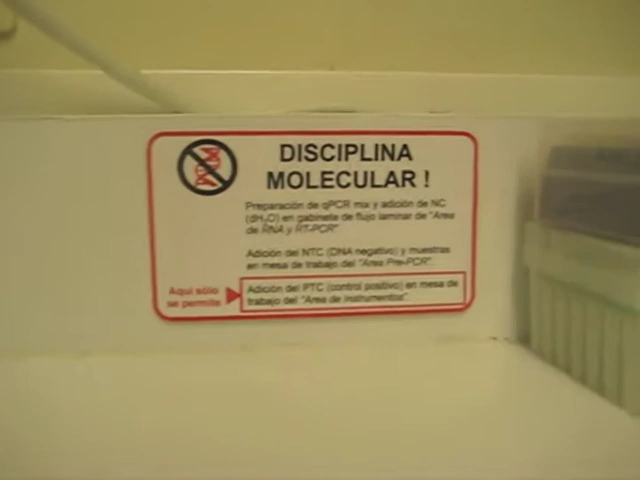 DISCIPLINA
MOLECULAR !
Preparación de qPCR mix y adición de NC
(dH₂O) en gabinete de flujo laminar de "Area
de RNA y RT-PCR"
Adición del NTC (DNA negativo) y muestras
en mesa de trabajo del "Area Pre-PCR".
Aquí sólo
se permite
Adición del PTC (control positivo) en mesa de
trabajo del "Area de Instrumentos".